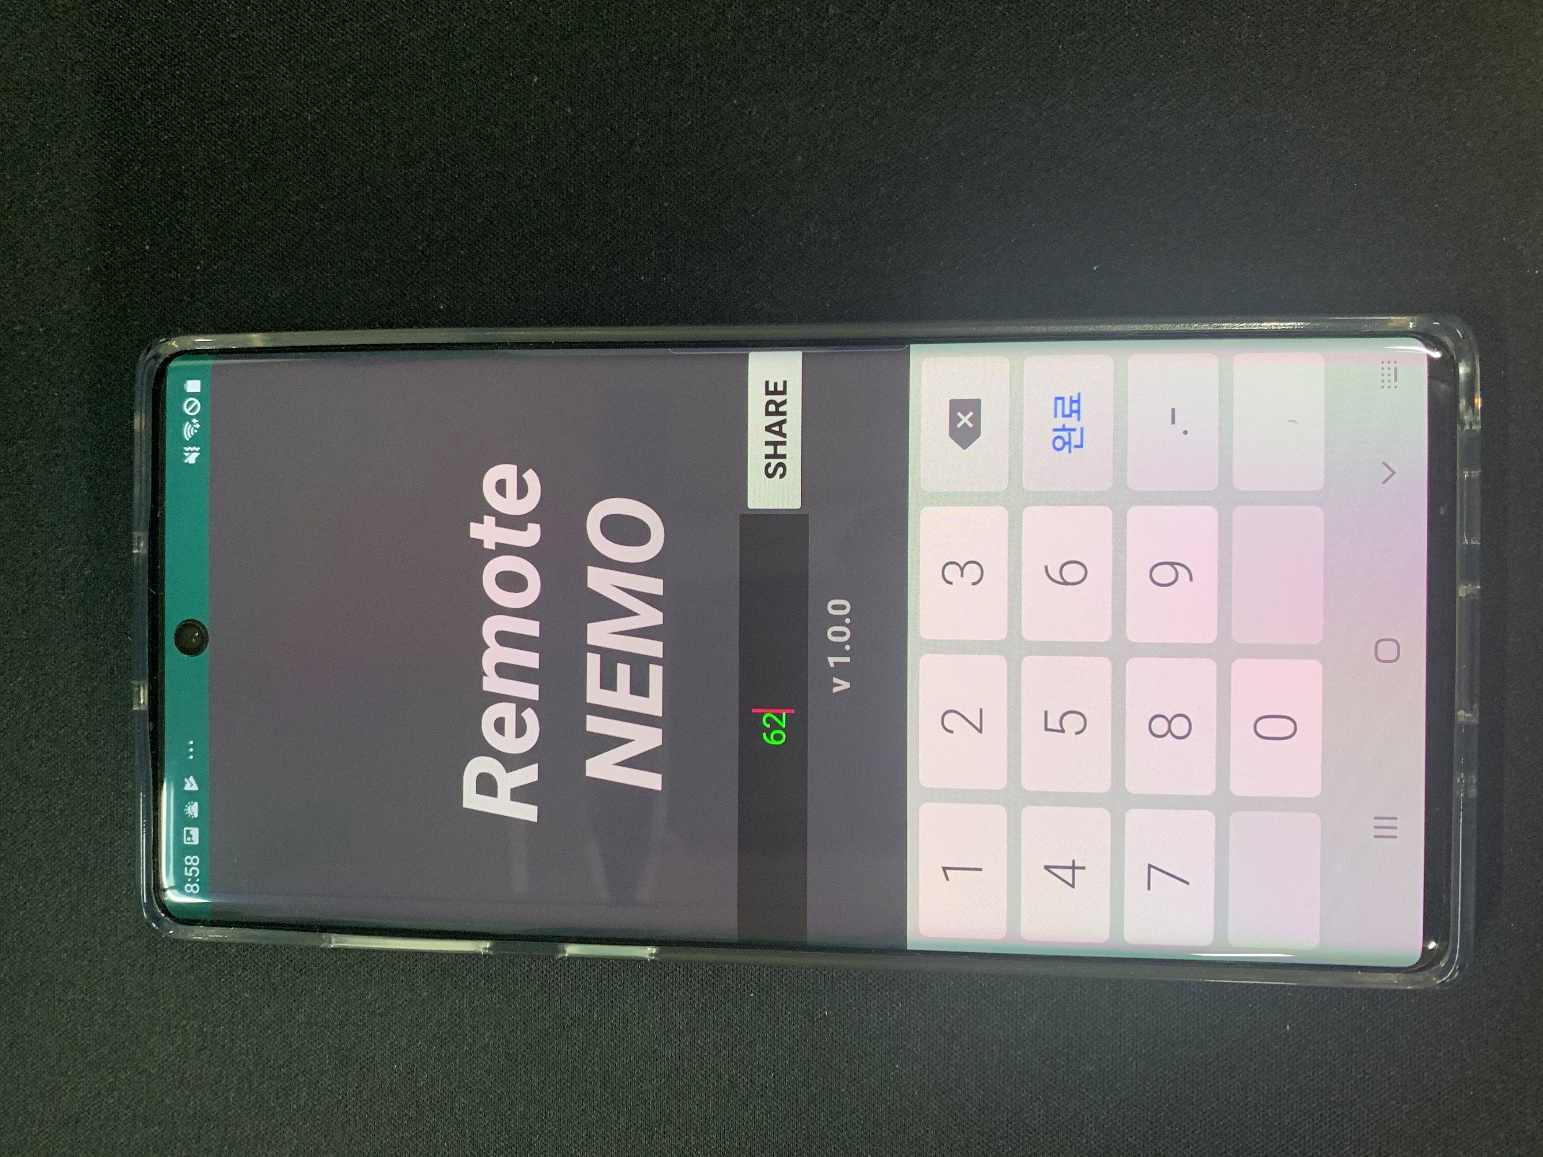 8:58
Remote
NEMO
62
SHARE
v 1.0.0
1 2 3
4 5 6 완료
7 8 9 .-
0 ,